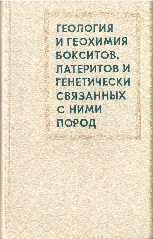 ГЕОЛОГИЯ
И ГЕОХИМИЯ
БОКСИТОВ,
ЛАТЕРИТОВ И
ГЕНЕТИЧЕСКИ
СВЯЗАННЫХ
С НИМИ
ПОРОД